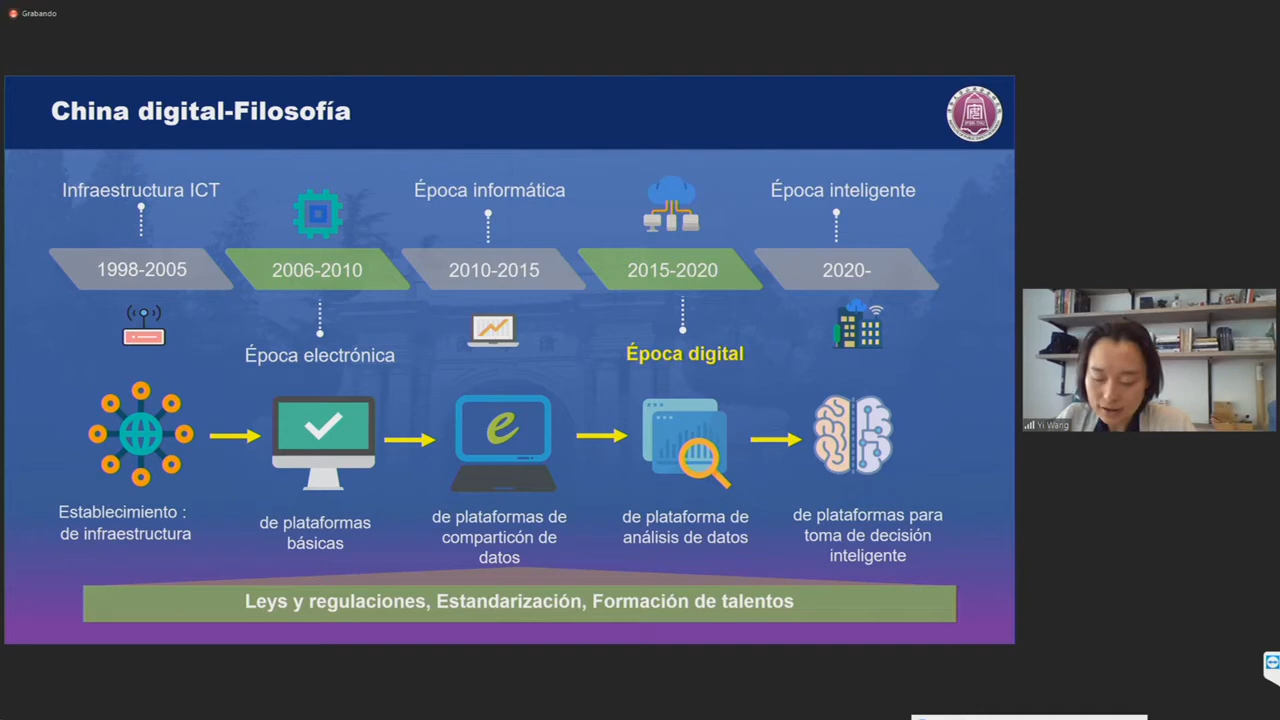 Grabando
China digital-Filosofía
Infraestructura ICT
Época informática
Época inteligente
1998-2005
2006-2010
2010-2015
2015-2020
2020-
Época electrónica
Época digital
e
Establecimiento :
de infraestructura
de plataformas
básicas
de plataformas de
comparticón de
datos
de plataforma de
análisis de datos
de plataformas para
toma de decisión
inteligente
Leys y regulaciones, Estandarización, Formación de talentos
Yi Wang